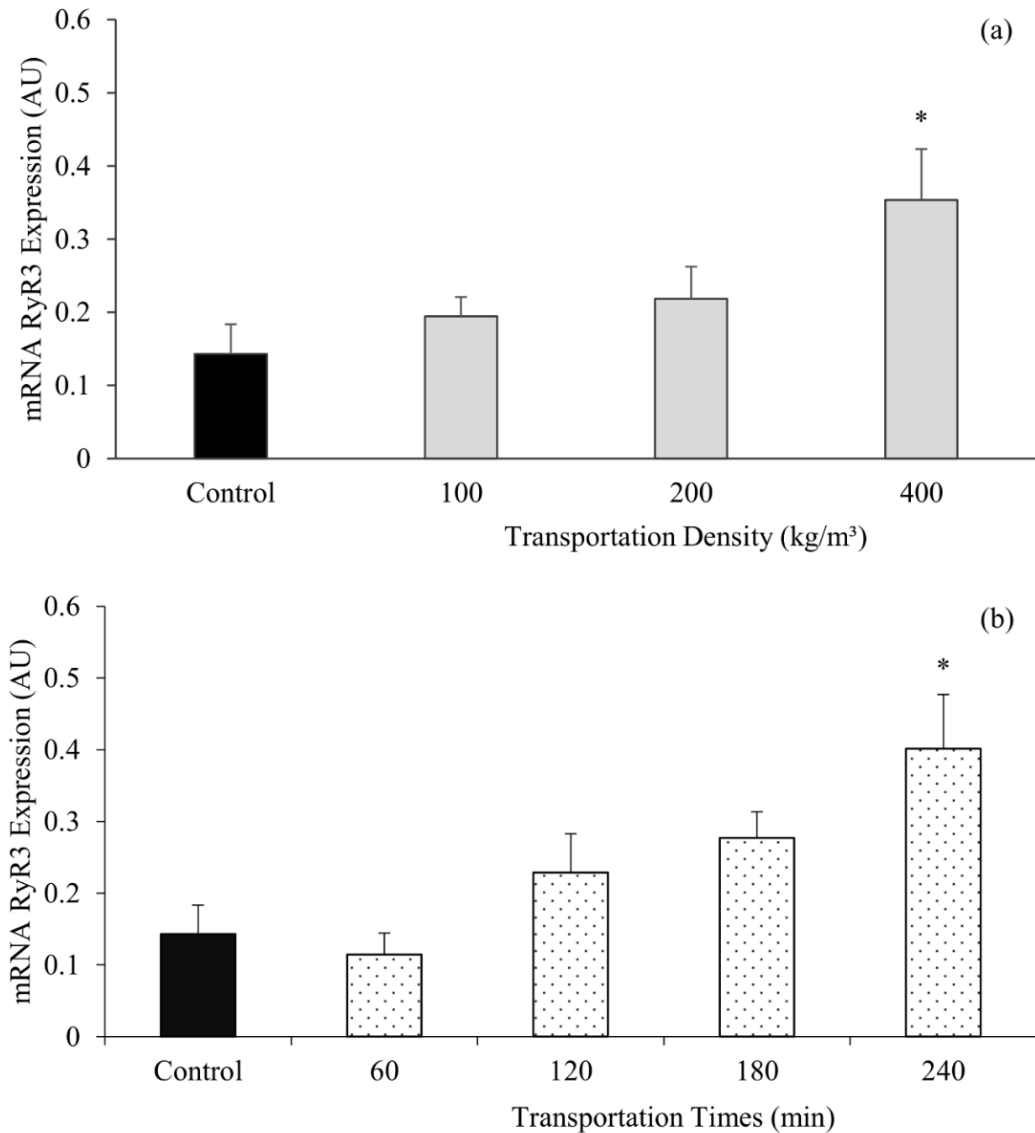 (a)
mRNA RyR3 Expression (AU)
0.6
0.5
0.4
0.3
0.2
0.1
0
*
Control 100 200 400
Transportation Density (kg/m³)
(b)
mRNA RyR3 Expression (AU)
0.6
0.5
0.4
0.3
0.2
0.1
0
*
Control 60 120 180 240
Transportation Times (min)